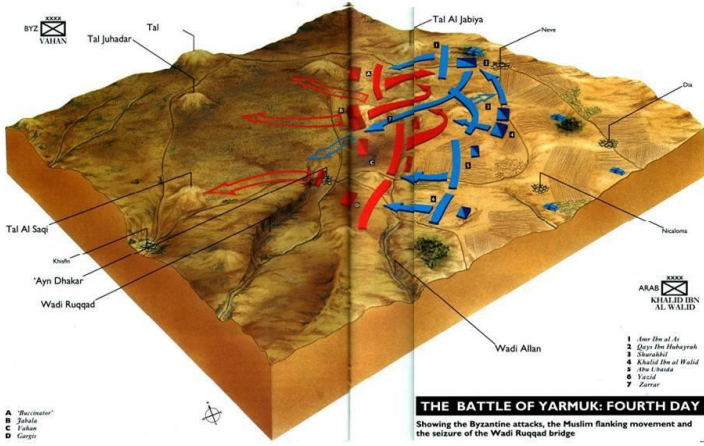 XXXX
BYZ
VAHAN
Tal
Tal Juhadar
Tal Al Jabiya
Neve
Dia
Tal Al Saqi
Khisfin
'Ayn Dhakar
Wadi Ruqqad
Wadi Allan
Nicaloma
XXXX
ARAB
KHALID IBN
AL WALID
1 Amr Ibn al As
2 Qays Ibn Hubayrah
3 Shurahbil
4 Khalid Ibn al Walid
5 Abu Ubaida
6 Yazid
7 Zarrar
A 'Buccinator'
B Jabala
C Vahan
D Gargis
THE BATTLE OF YARMUK: FOURTH DAY
Showing the Byzantine attacks, the Muslim flanking movement and
the seizure of the Wadi Ruqqad bridge